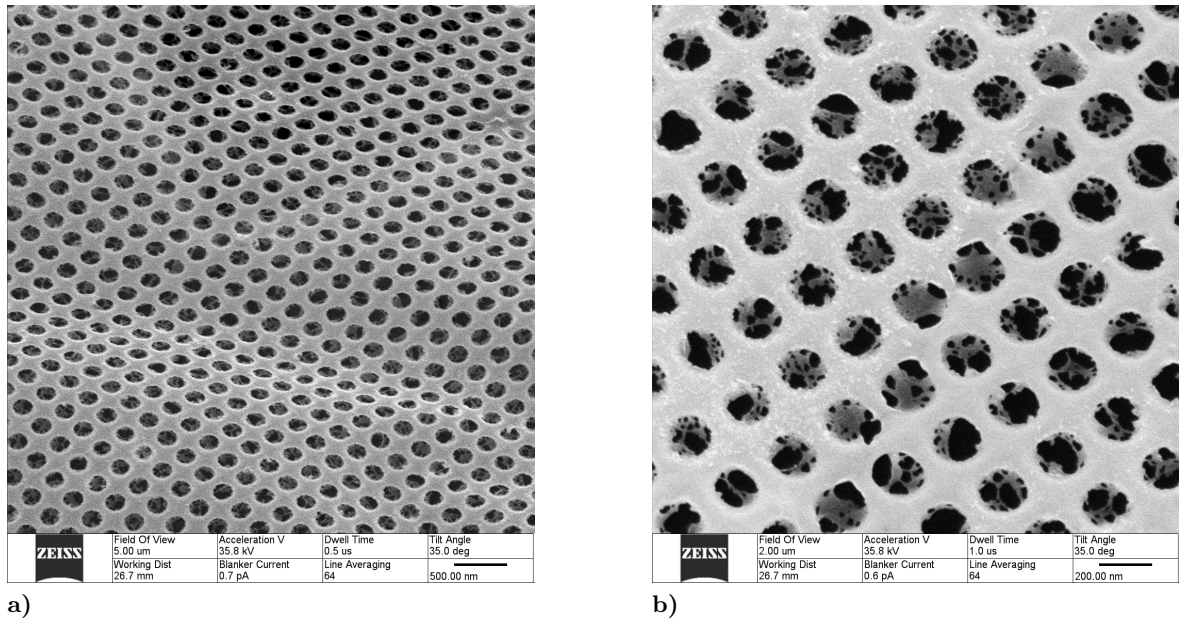 ZEISS
Field Of View
5.00 um
Acceleration V
35.8 kV
Dwell Time
0.5 us
Tilt Angle
35.0 deg
Working Dist
26.7 mm
Blanker Current
0.7 pA
Line Averaging
64
500.00 nm
a)
ZEISS
Field Of View
2.00 um
Acceleration V
35.8 kV
Dwell Time
1.0 us
Tilt Angle
35.0 deg
Working Dist
26.7 mm
Blanker Current
0.6 pA
Line Averaging
64
200.00 nm
b)